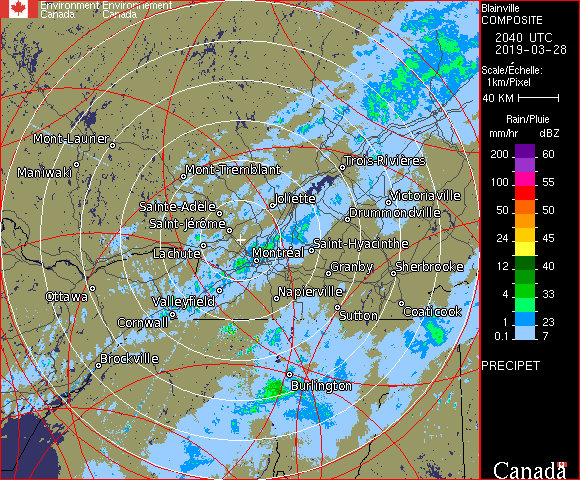 Environment Environnement
Canada Canada
Blainville
COMPOSITE
2040 UTC
2019-03-28
Scale/Échelle:
1km/Pixel
40 KM
Rain/Pluie
mm/hr dBZ
200 60
100 55
50 50
24 45
12 40
4 33
1 23
0.1 7
PRECIPET
Mont-Laurier
Maniwaki
Mont-Tremblant
Trois-Rivières
Sainte-Adele
Joliette
Victoriaville
Saint-Jérôme
Drummondville
Lachute
Montréal
Saint-Hyacinthe
Granby
Sherbrooke
Ottawa
Valleyfield
Napierville
Cornwall
Sutton
Coaticook
Brockville
Burlington
Canada